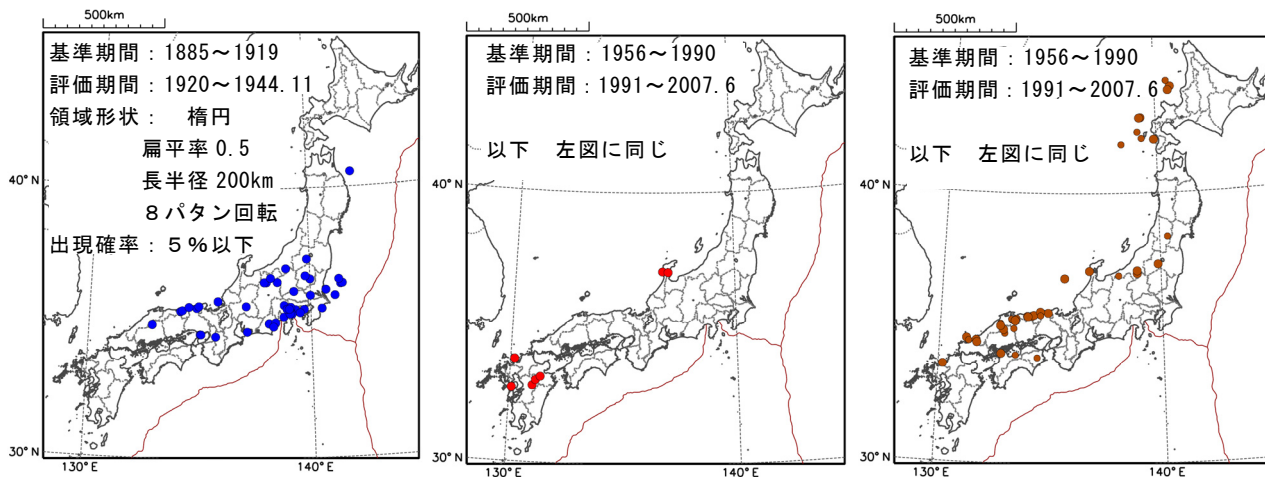 500km
基準期間：1885～1919
評価期間：1920～1944.11
領域形状：　楕円
扁平率 0.5
長半径 200km
８パタン回転
出現確率：５％以下
40°N
30°N
130°E
140°E
500km
基準期間：1956～1990
評価期間：1991～2007.6
以下　左図に同じ
40°N
30°N
130°E
140°E
500km
基準期間：1956～1990
評価期間：1991～2007.6
以下　左図に同じ
40°N
30°N
130°E
140°E